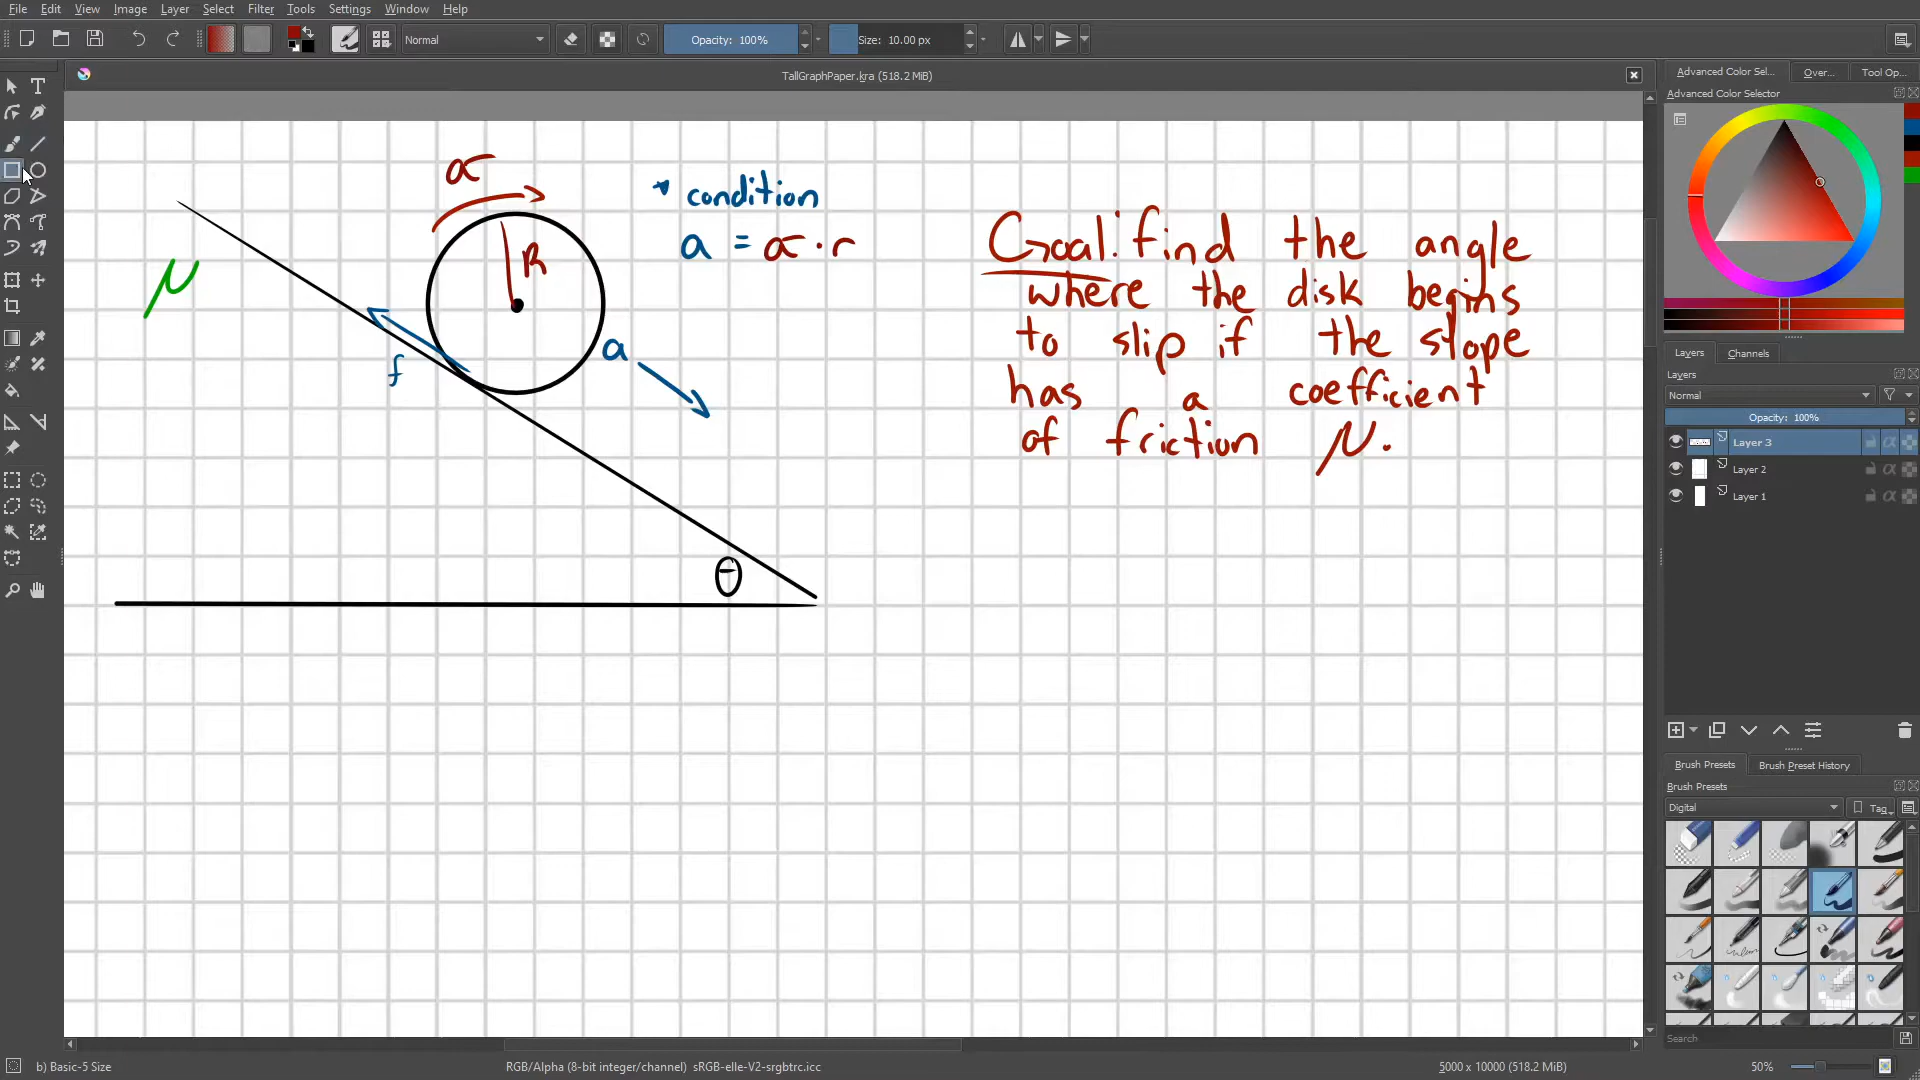 File Edit View Image Layer Select Filter Tools Settings Window Help
Normal
Opacity: 100%
Size: 10.00 px
TallGraphPaper.kra (518.2 MiB)
Advanced Color Sel...
Over...
Tool Op...
Advanced Color Selector
α
* condition
a = α · r
R
μ
f
a
θ
Goal: find the angle
where the disk begins
to slip if the slope
has a coefficient
of friction μ.
Layers
Channels
Layers
Normal
Opacity: 100%
Layer 3
Layer 2
Layer 1
Brush Presets
Brush Preset History
Brush Presets
Digital
Tag
Search
b) Basic-5 Size
RGB/Alpha (8-bit integer/channel) sRGB-elle-V2-srgbtrc.icc
5000 x 10000 (518.2 MiB)
50%